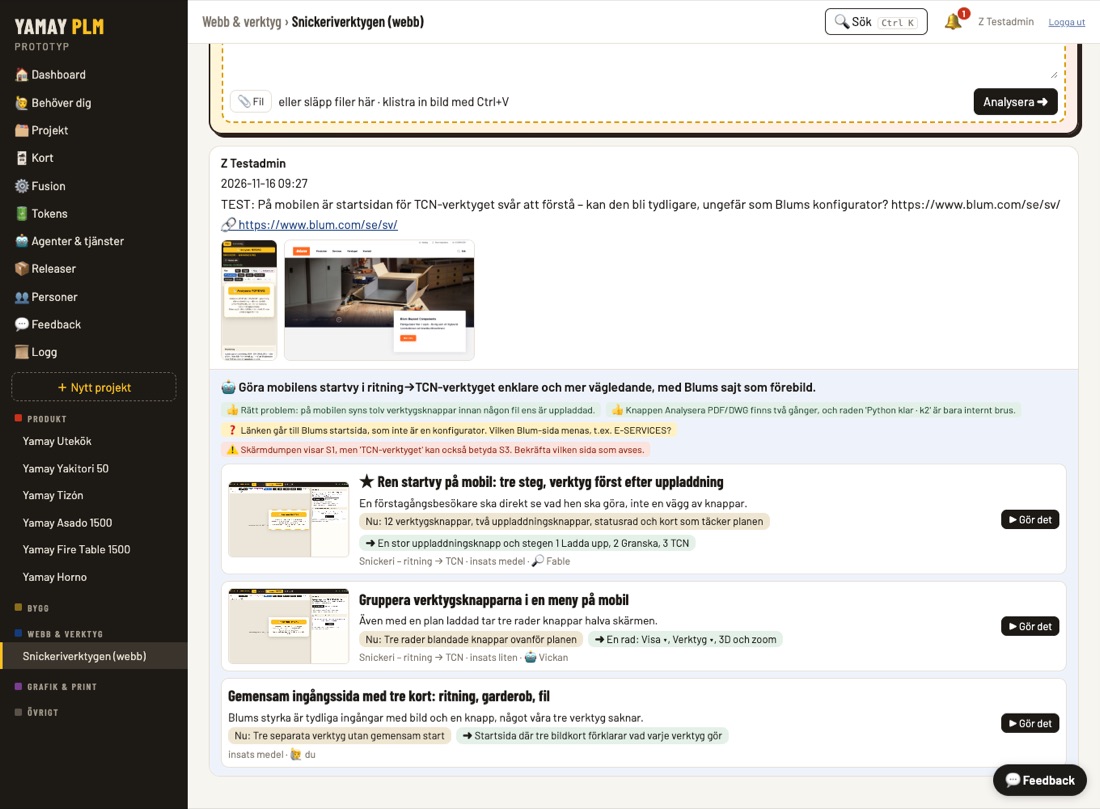 YAMAY PLM
PROTOTYP
Dashboard
Behöver dig
Projekt
Kort
Fusion
Tokens
Agenter & tjänster
Releaser
Personer
Feedback
Logg
+ Nytt projekt
PRODUKT
Yamay Utekök
Yamay Yakitori 50
Yamay Tizón
Yamay Asado 1500
Yamay Fire Table 1500
Yamay Horno
BYGG
WEBB & VERKTYG
Snickeriverktygen (webb)
GRAFIK & PRINT
ÖVRIGT
Webb & verktyg › Snickeriverktygen (webb)
Sök Ctrl K
1
Z Testadmin
Logga ut
Fil
eller släpp filer här · klistra in bild med Ctrl+V
Analysera →
Z Testadmin
2026-11-16 09:27
TEST: På mobilen är startsidan för TCN-verktyget svår att förstå – kan den bli tydligare, ungefär som Blums konfigurator? https://www.blum.com/se/sv/
https://www.blum.com/se/sv/
Göra mobilens startvy i ritning→TCN-verktyget enklare och mer vägledande, med Blums sajt som förebild.
Rätt problem: på mobilen syns tolv verktygsknappar innan någon fil ens är uppladdad.
Knappen Analysera PDF/DWG finns två gånger, och raden 'Python klar · k2' är bara internt brus.
Länken går till Blums startsida, som inte är en konfigurator. Vilken Blum-sida menas, t.ex. E-SERVICES?
Skärmdumpen visar S1, men 'TCN-verktyget' kan också betyda S3. Bekräfta vilken sida som avses.
★ Ren startvy på mobil: tre steg, verktyg först efter uppladdning
En förstagångsbesökare ska direkt se vad hen ska göra, inte en vägg av knappar.
Nu: 12 verktygsknappar, två uppladdningsknappar, statusrad och kort som täcker planen
→ En stor uppladdningsknapp och stegen 1 Ladda upp, 2 Granska, 3 TCN
Snickeri – ritning → TCN · insats medel · Fable
▶ Gör det
Gruppera verktygsknapparna i en meny på mobil
Även med en plan laddad tar tre rader knappar halva skärmen.
Nu: Tre rader blandade knappar ovanför planen
→ En rad: Visa ▾, Verktyg ▾, 3D och zoom
Snickeri – ritning → TCN · insats liten · Vickan
▶ Gör det
Gemensam ingångssida med tre kort: ritning, garderob, fil
Blums styrka är tydliga ingångar med bild och en knapp, något våra tre verktyg saknar.
Nu: Tre separata verktyg utan gemensam start
→ Startsida där tre bildkort förklarar vad varje verktyg gör
insats medel · du
▶ Gör det
Feedback